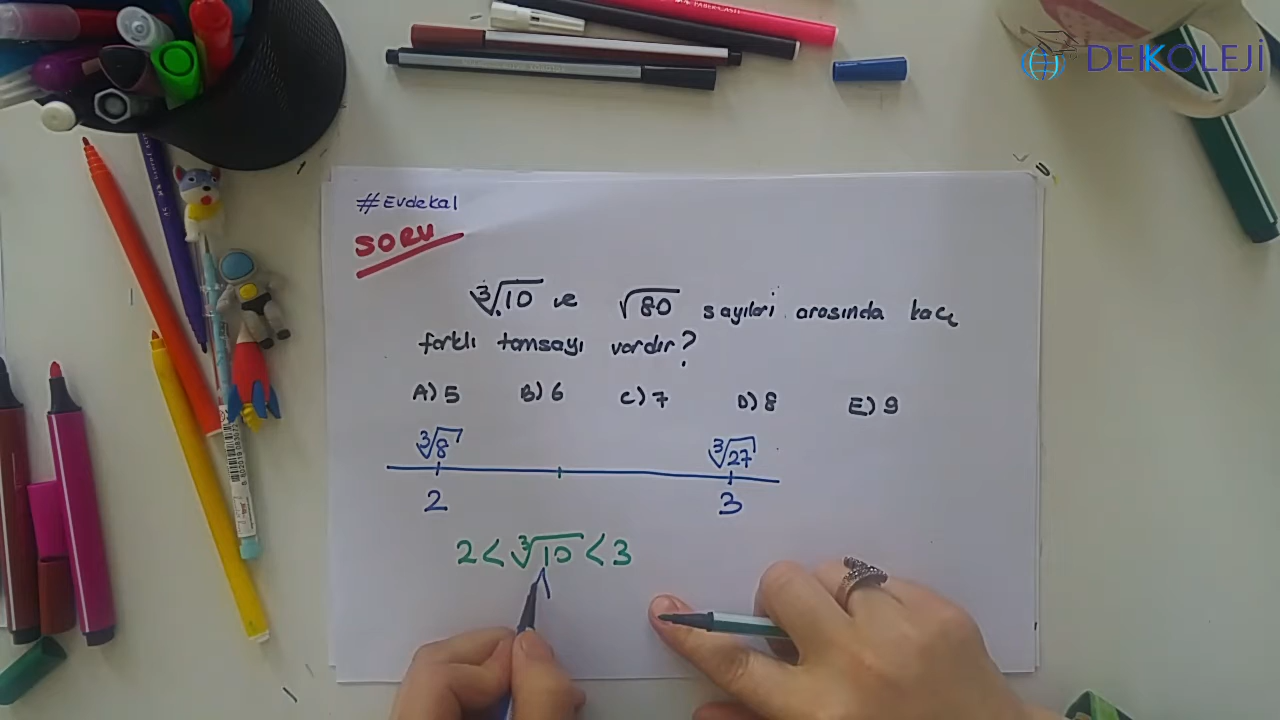 DEKOLEJİ
#Evdekal
SORU
∛10 ve √80 sayıları arasında kaç
farklı tamsayı vardır?
A) 5 B) 6 C) 7 D) 8 E) 9
∛8 ∛27
2 3
2 < ∛10 < 3